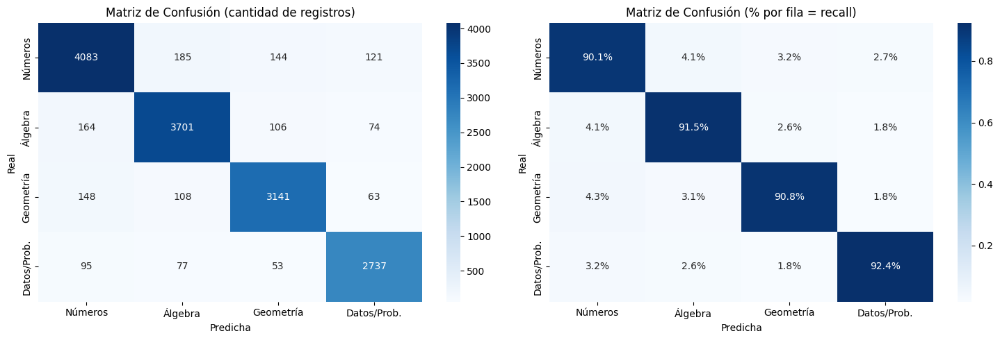 Matriz de Confusión (cantidad de registros)
Real
Números 4083 185 144 121
Álgebra 164 3701 106 74
Geometría 148 108 3141 63
Datos/Prob. 95 77 53 2737
Números Álgebra Geometría Datos/Prob.
Predicha
4000
3500
3000
2500
2000
1500
1000
500
Matriz de Confusión (% por fila = recall)
Real
Números 90.1% 4.1% 3.2% 2.7%
Álgebra 4.1% 91.5% 2.6% 1.8%
Geometría 4.3% 3.1% 90.8% 1.8%
Datos/Prob. 3.2% 2.6% 1.8% 92.4%
Números Álgebra Geometría Datos/Prob.
Predicha
0.8
0.6
0.4
0.2